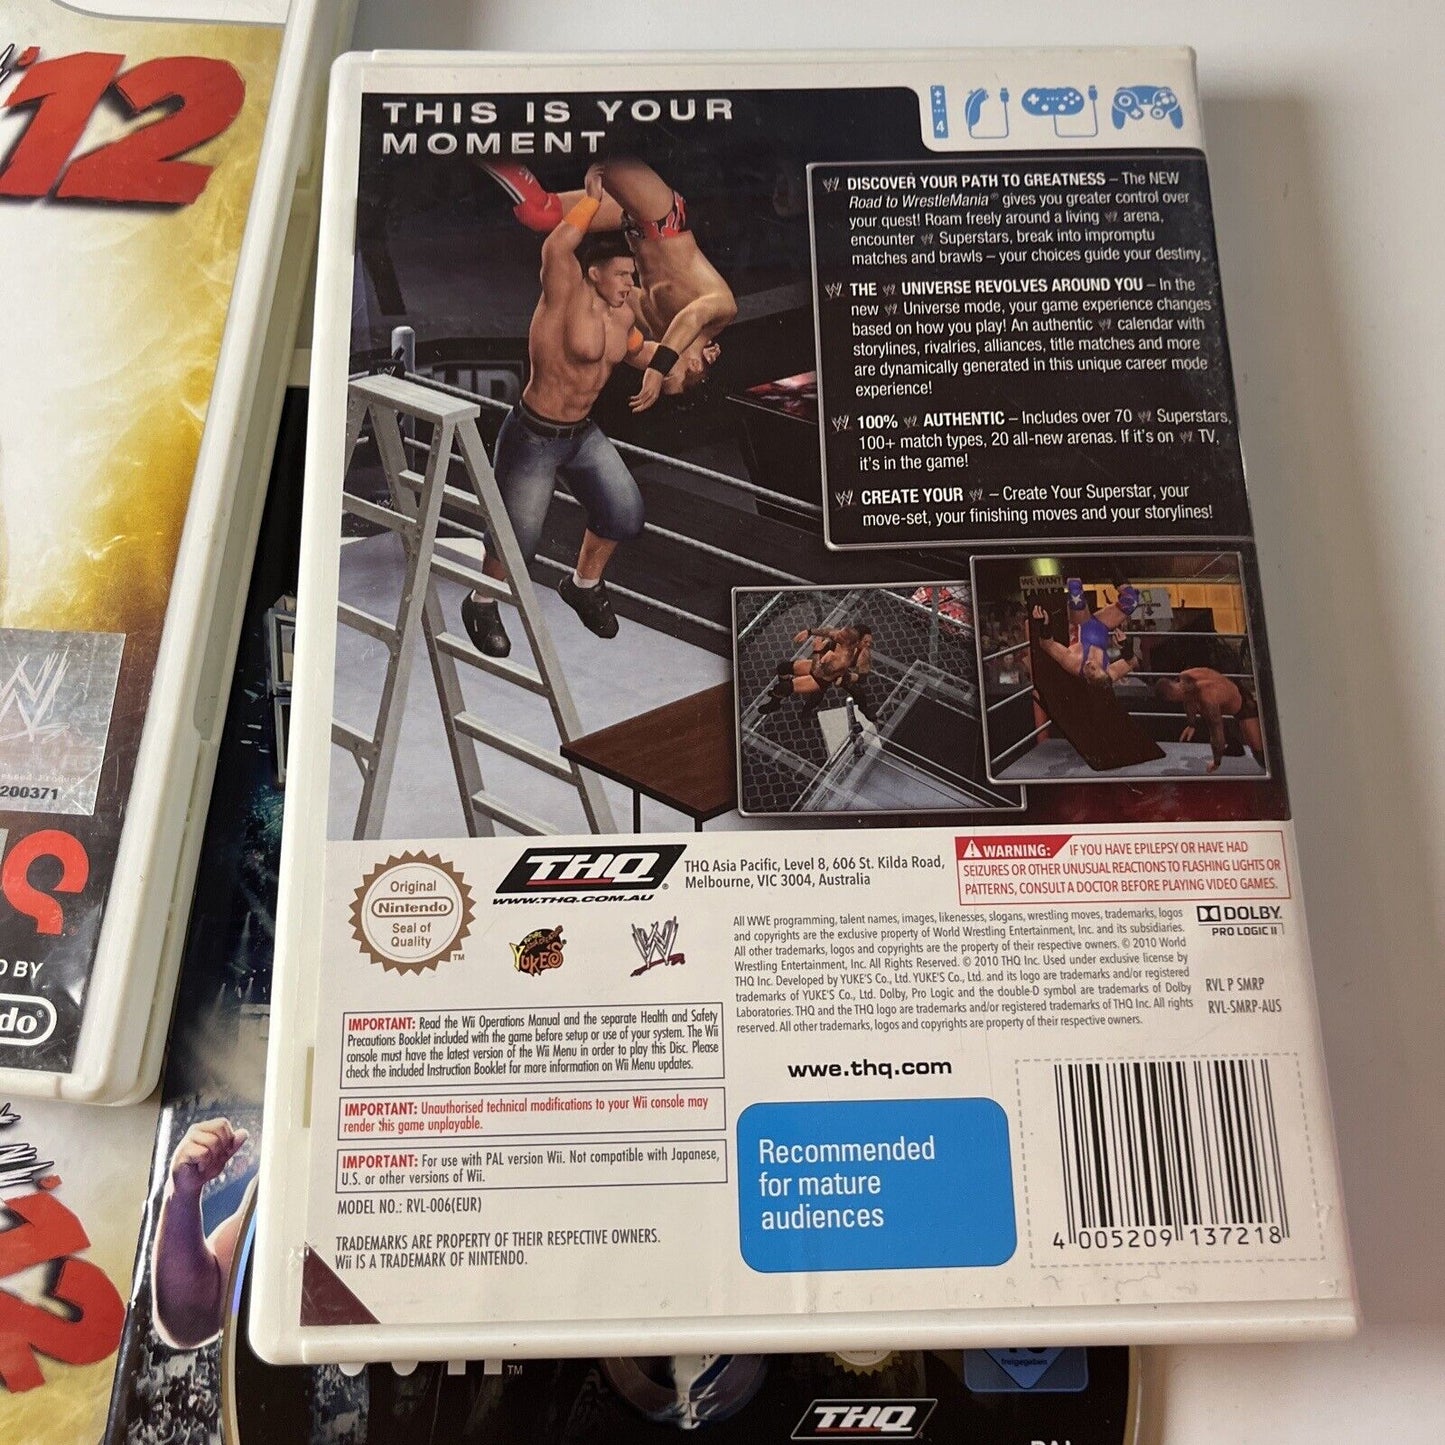 '12
THIS IS YOUR
MOMENT
4
DISCOVER YOUR PATH TO GREATNESS – The NEW
Road to WrestleMania® gives you greater control over
your quest! Roam freely around a living W arena,
encounter W Superstars, break into impromptu
matches and brawls – your choices guide your destiny.
THE W UNIVERSE REVOLVES AROUND YOU – In the
new W Universe mode, your game experience changes
based on how you play! An authentic W calendar with
storylines, rivalries, alliances, title matches and more
are dynamically generated in this unique career mode
experience!
100% W AUTHENTIC – Includes over 70 W Superstars,
100+ match types, 20 all-new arenas. If it's on W TV,
it's in the game!
CREATE YOUR W – Create Your Superstar, your
move-set, your finishing moves and your storylines!
WE WANT
200371
Original
Nintendo
Seal of
Quality
TM
THQ®
WWW.THQ.COM.AU
THQ Asia Pacific, Level 8, 606 St. Kilda Road,
Melbourne, VIC 3004, Australia
WARNING: IF YOU HAVE EPILEPSY OR HAVE HAD
SEIZURES OR OTHER UNUSUAL REACTIONS TO FLASHING LIGHTS OR
PATTERNS, CONSULT A DOCTOR BEFORE PLAYING VIDEO GAMES.
YUKE'S
W
All WWE programming, talent names, images, likenesses, slogans, wrestling moves, trademarks, logos
and copyrights are the exclusive property of World Wrestling Entertainment, Inc. and its subsidiaries.
All other trademarks, logos and copyrights are the property of their respective owners. © 2010 World
Wrestling Entertainment, Inc. All Rights Reserved. © 2010 THQ Inc. Used under exclusive license by
THQ Inc. Developed by YUKE'S Co., Ltd. YUKE'S Co., Ltd. and its logo are trademarks and/or registered
trademarks of YUKE'S Co., Ltd. Dolby, Pro Logic and the double-D symbol are trademarks of Dolby
Laboratories. THQ and the THQ logo are trademarks and/or registered trademarks of THQ Inc. All rights
reserved. All other trademarks, logos and copyrights are property of their respective owners.
DOLBY
PRO LOGIC II
RVL P SMRP
RVL-SMRP-AUS
D BY
do
IMPORTANT: Read the Wii Operations Manual and the separate Health and Safety
Precautions Booklet included with the game before setup or use of your system. The Wii
console must have the latest version of the Wii Menu in order to play this Disc. Please
check the included Instruction Booklet for more information on Wii Menu updates.
IMPORTANT: Unauthorised technical modifications to your Wii console may
render this game unplayable.
IMPORTANT: For use with PAL version Wii. Not compatible with Japanese,
U.S. or other versions of Wii.
MODEL NO.: RVL-006(EUR)
TRADEMARKS ARE PROPERTY OF THEIR RESPECTIVE OWNERS.
Wii IS A TRADEMARK OF NINTENDO.
wwe.thq.com
Recommended
for mature
audiences
4 005209 137218
'12
TM
freigegeben
THQ